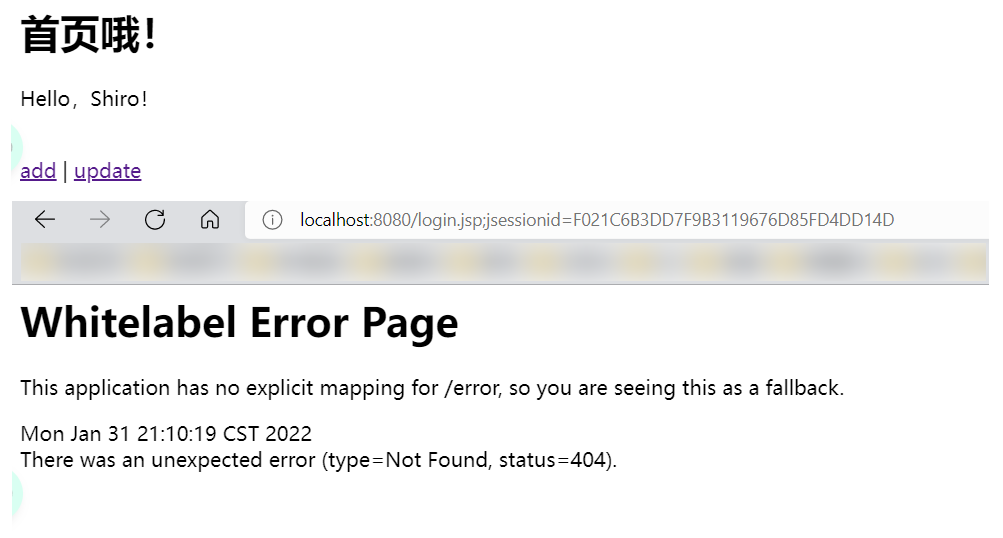 首页哦！
Hello，Shiro！
add | update
localhost:8080/login.jsp;jsessionid=F021C6B3DD7F9B3119676D85FD4DD14D
Whitelabel Error Page
This application has no explicit mapping for /error, so you are seeing this as a fallback.
Mon Jan 31 21:10:19 CST 2022
There was an unexpected error (type=Not Found, status=404).